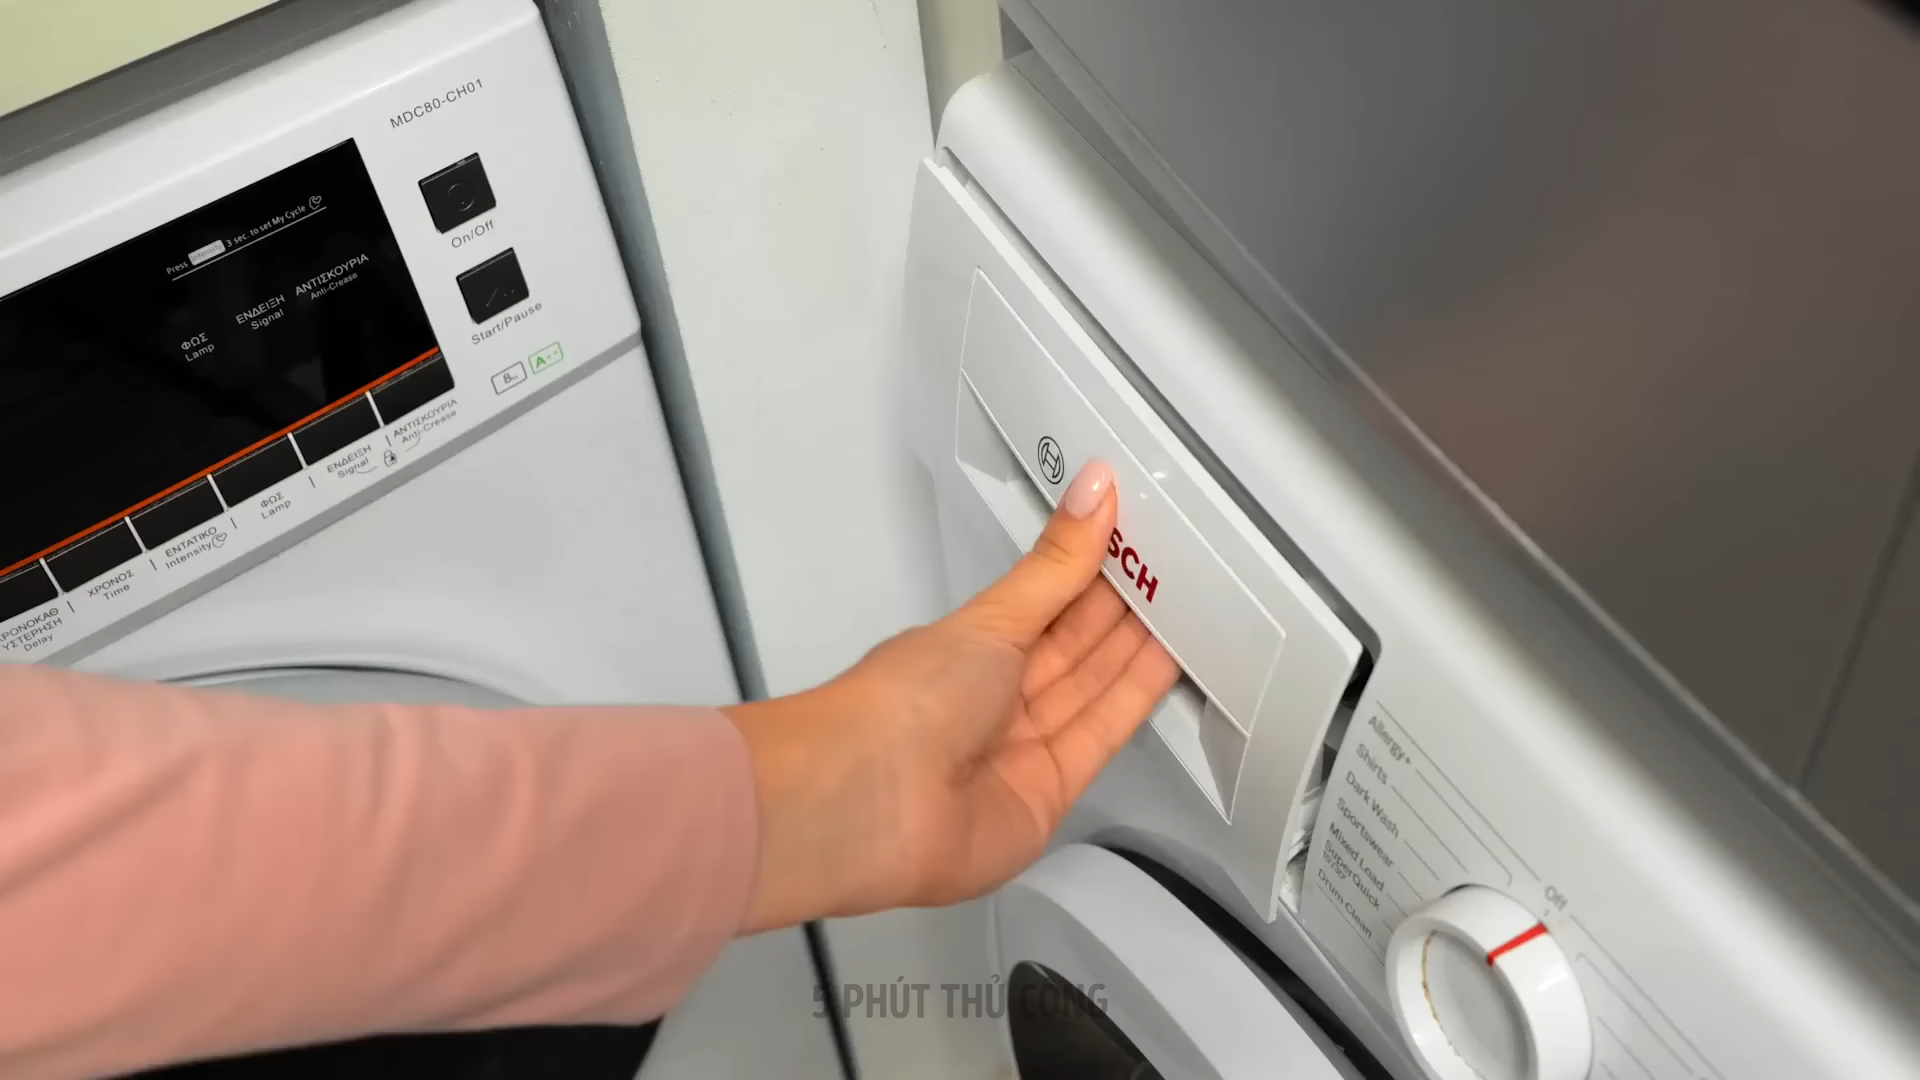 MDC80-CH01
On/Off
Start/Pause
Press Intensity 3 sec. to set My Cycle
ΦΩΣ
Lamp
ΕΝΔΕΙΞΗ
Signal
ΑΝΤΙΣΚΟΥΡΙΑ
Anti-Crease
8
A++
ΥΣΤΕΡΗΣΗ
Delay
ΧΡΟΝΟΣ
Time
ΕΝΤΑΤΙΚΟ
Intensity
ΦΩΣ
Lamp
ΕΝΔΕΙΞΗ
Signal
ΑΝΤΙΣΚΟΥΡΙΑ
Anti-Crease
SCH
Allergy+
Shirts
Dark Wash
Sportswear
Mixed Load
SuperQuick
15'/30'
Drum Clean
Off
5 PHÚT THỦ CÔNG